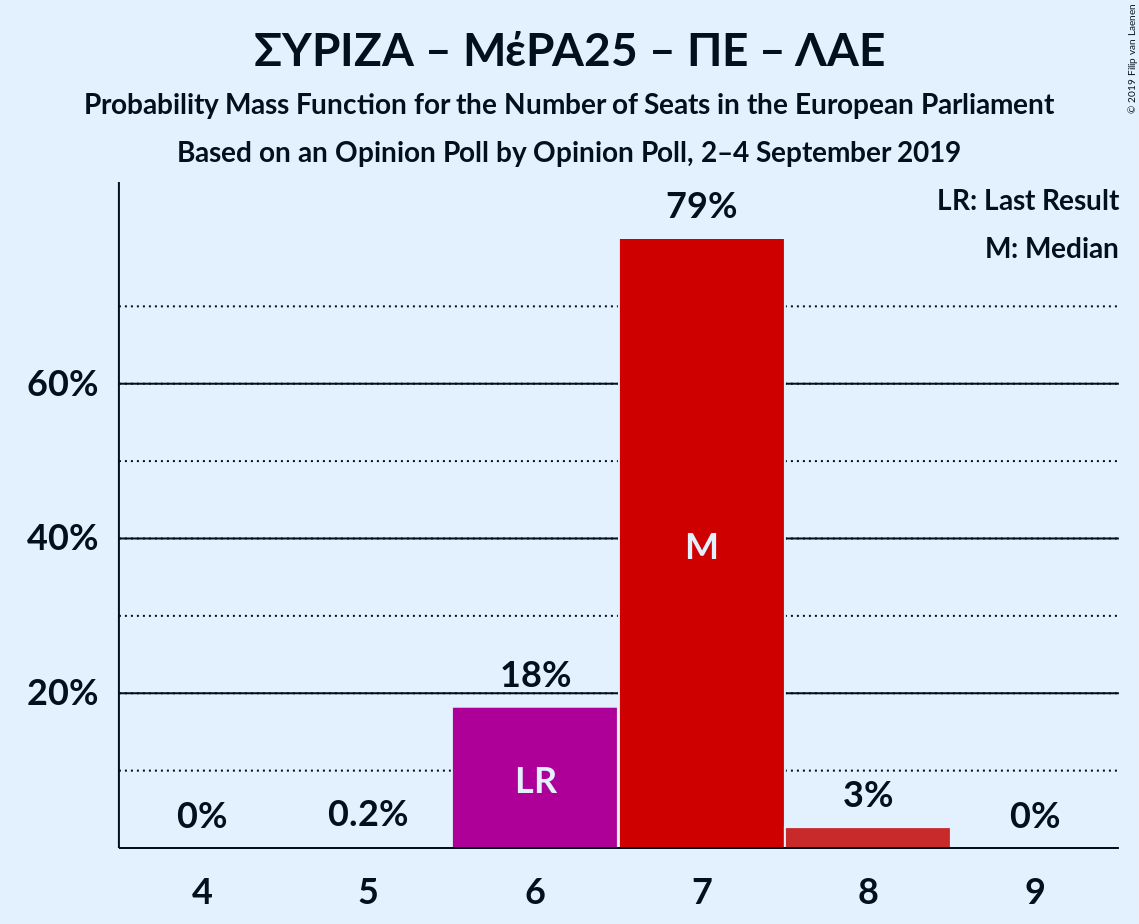 ΣΥΡΙΖΑ – ΜέΡΑ25 – ΠΕ – ΛΑΕ
Probability Mass Function for the Number of Seats in the European Parliament
Based on an Opinion Poll by Opinion Poll, 2–4 September 2019
© 2019 Filip van Laenen
LR: Last Result
M: Median
79%
60%
M
40%
18%
20%
LR
0%
0.2%
3%
0%
4
5
6
7
8
9